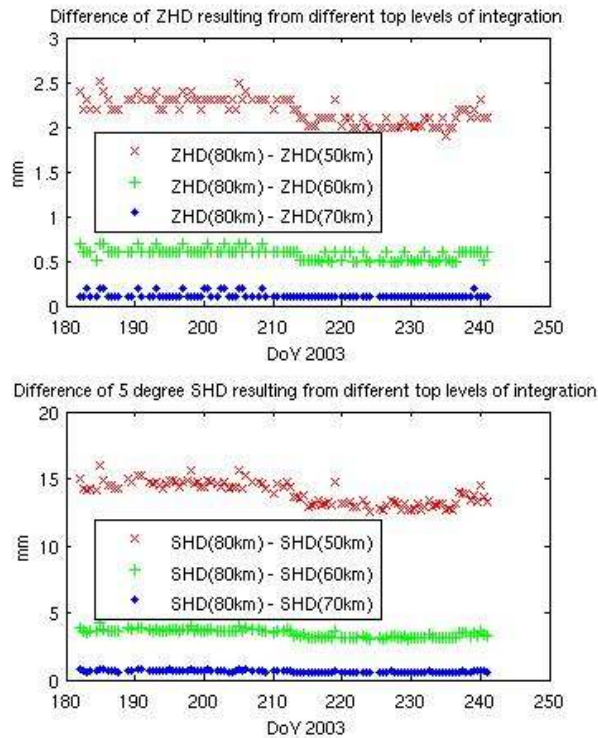 Difference of ZHD resulting from different top levels of integration
3
2.5
2
1.5
1
0.5
0
mm
ZHD(80km) - ZHD(50km)
ZHD(80km) - ZHD(60km)
ZHD(80km) - ZHD(70km)
180 190 200 210 220 230 240 250
DoY 2003
Difference of 5 degree SHD resulting from different top levels of integration
20
15
10
5
0
mm
SHD(80km) - SHD(50km)
SHD(80km) - SHD(60km)
SHD(80km) - SHD(70km)
180 190 200 210 220 230 240 250
DoY 2003